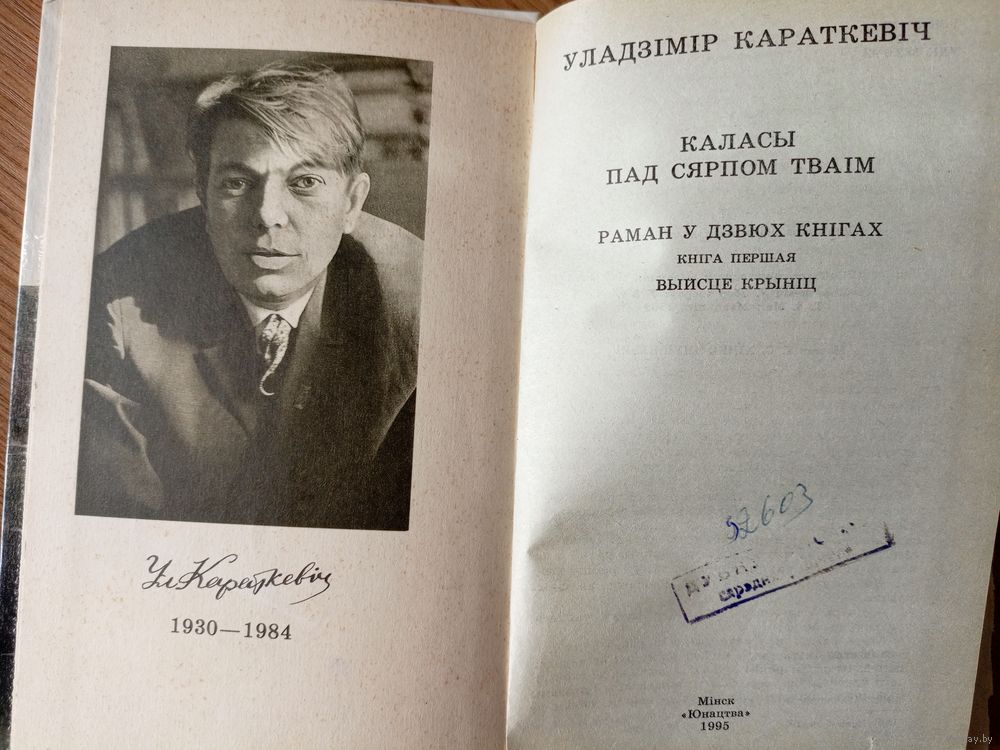 Ул. Караткевіч
1930—1984
УЛАДЗІМІР КАРАТКЕВІЧ
КАЛАСЫ
ПАД СЯРПОМ ТВАІМ
РАМАН У ДЗВЮХ КНІГАХ
КНІГА ПЕРШАЯ
ВЫЙСЦЕ КРЫНІЦ
52603
Мінск
«Юнацтва»
1995